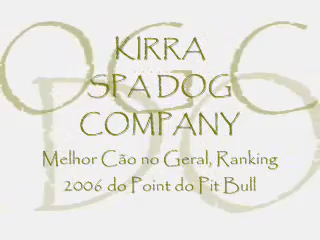 KIRRA
SPA DOG
COMPANY
Melhor Cão no Geral, Ranking
2006 do Point do Pit Bull